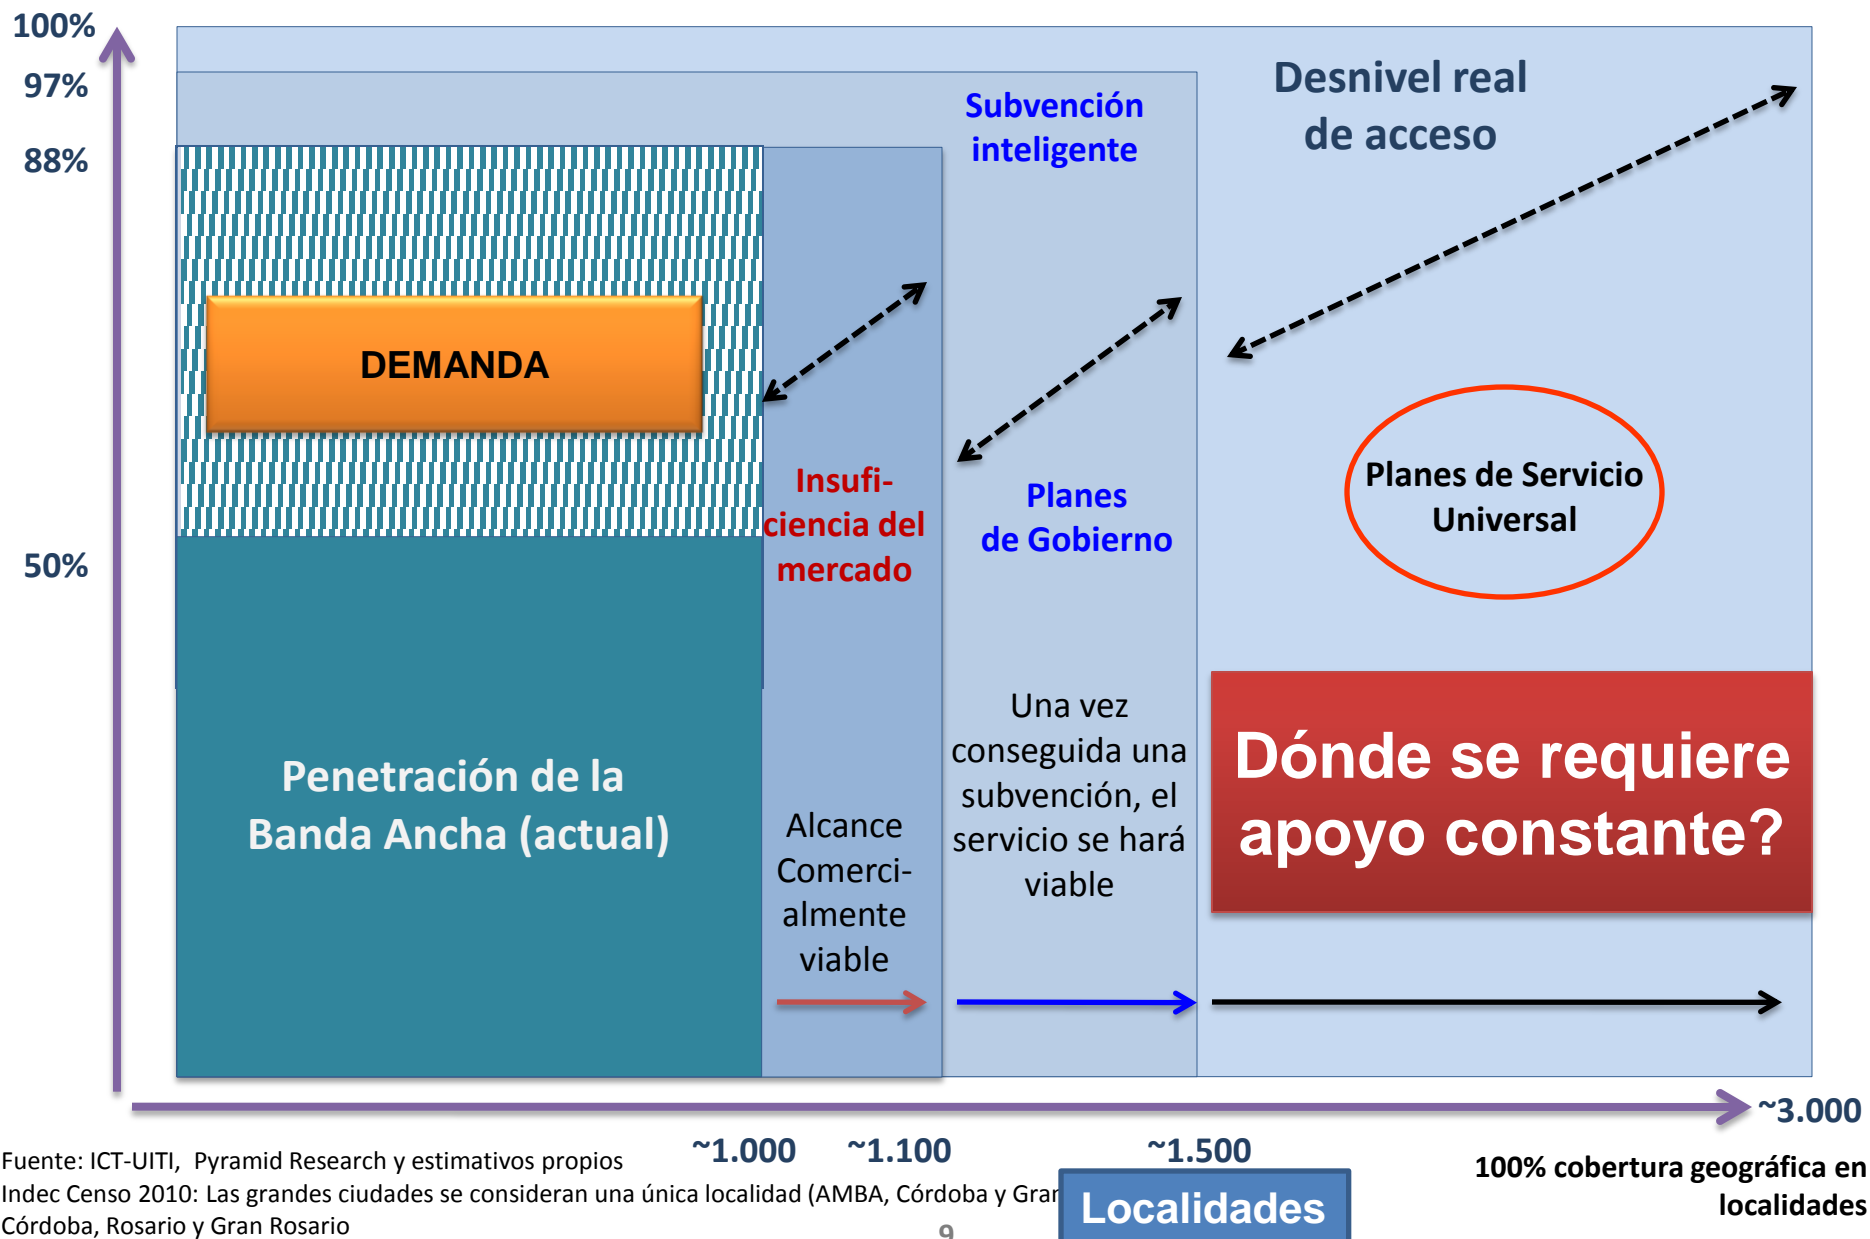 100%
97%
88%
50%
Desnivel real
de acceso
Subvención
inteligente
DEMANDA
Insufi-
ciencia del
mercado
Planes
de Gobierno
Planes de Servicio
Universal
Penetración de la
Banda Ancha (actual)
Alcance
Comerci-
almente
viable
Una vez
conseguida una
subvención, el
servicio se hará
viable
Dónde se requiere
apoyo constante?
~1.000
~1.100
~1.500
~3.000
Localidades
100% cobertura geográfica en
localidades
Fuente: ICT-UITI, Pyramid Research y estimativos propios
Indec Censo 2010: Las grandes ciudades se consideran una única localidad (AMBA, Córdoba y Gran
Córdoba, Rosario y Gran Rosario
9